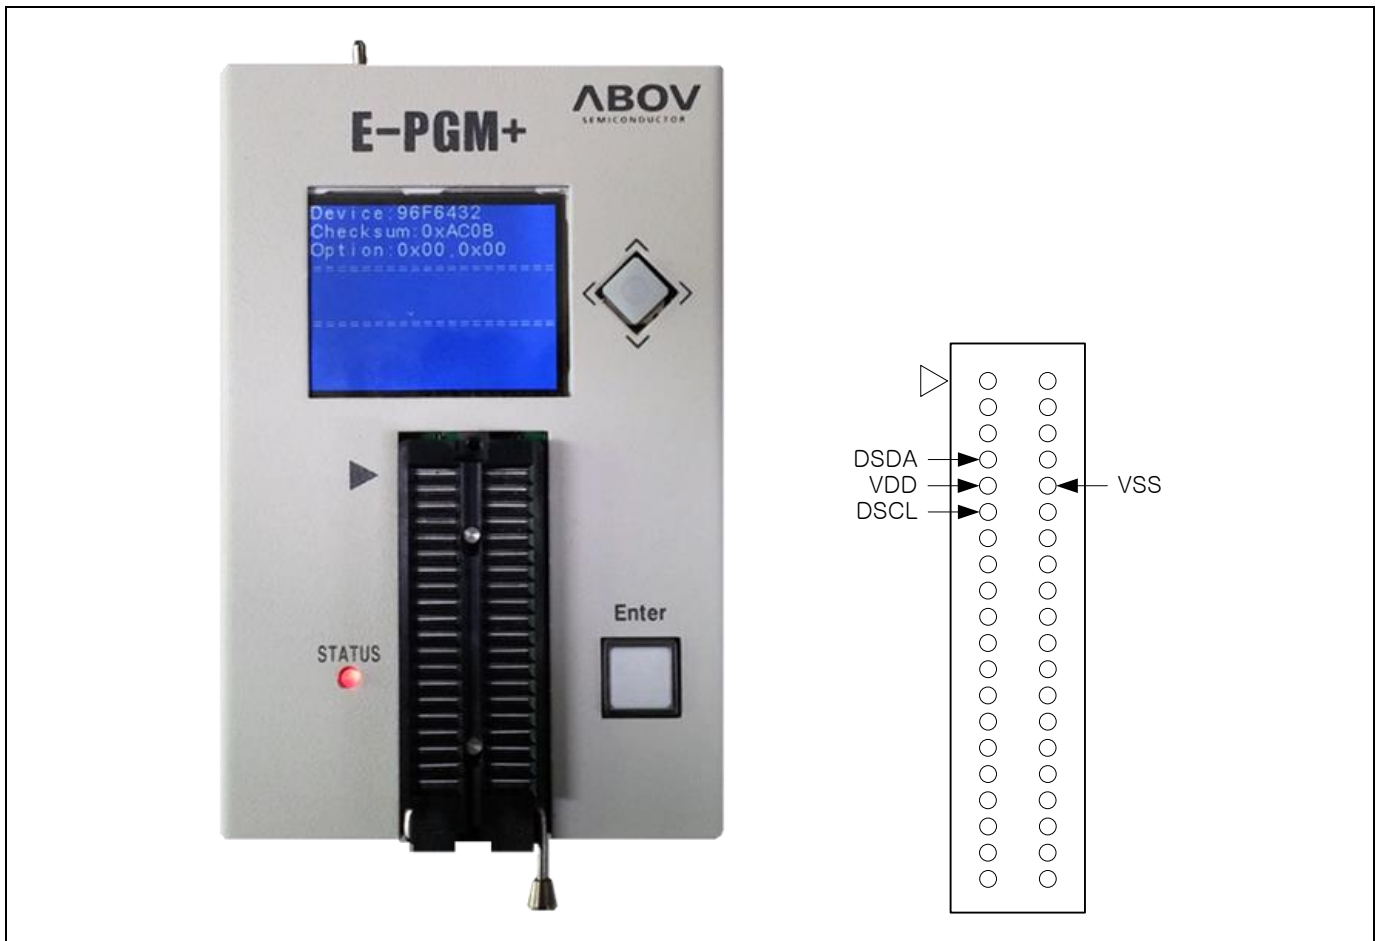 ABOV
SEMICONDUCTOR
E-PGM+
Device:96F6432
Checksum:0xAC0B
Option:0x00,0x00
Enter
STATUS
DSDA
VDD
DSCL
VSS